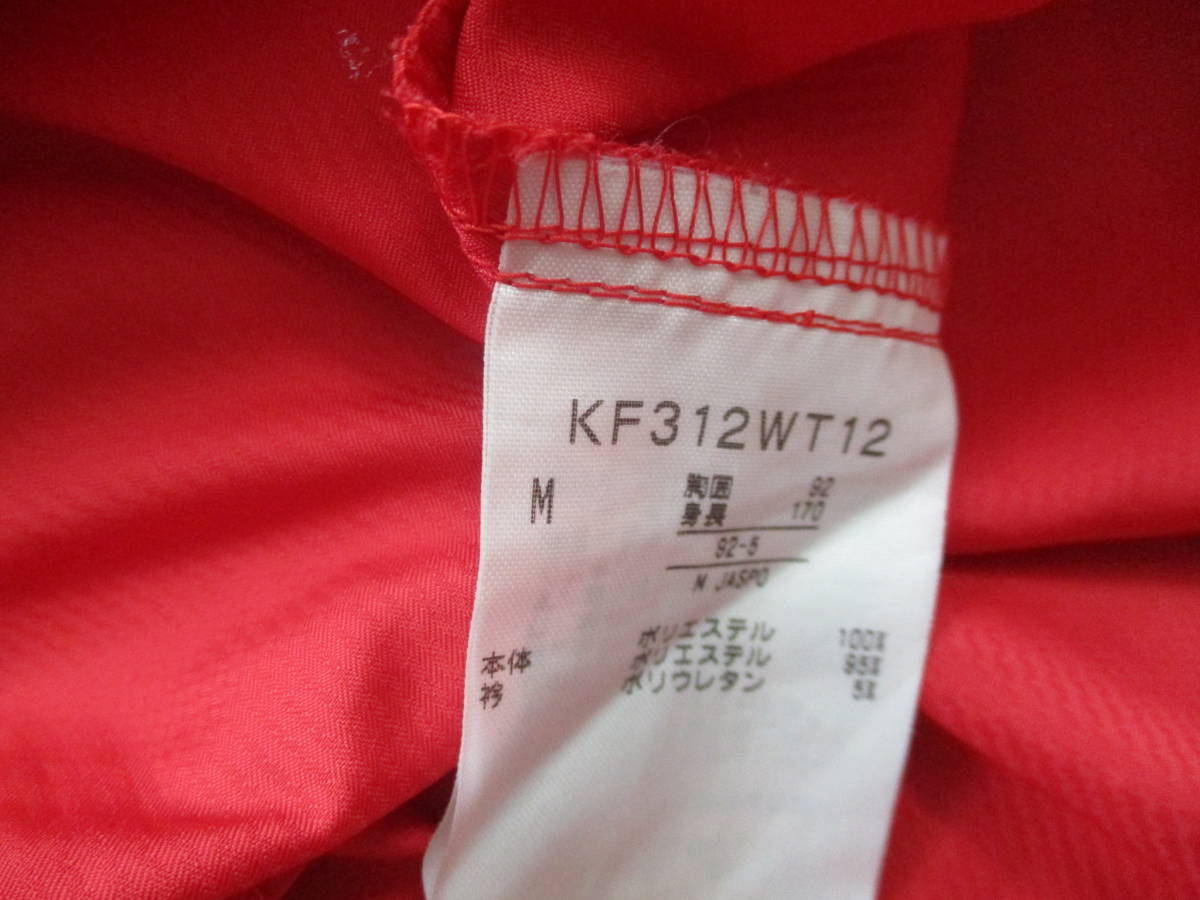 KF312WT12
M 胸囲 92
身長 170
92-5
M JASPO
ポリエステル 100%
本体 ポリエステル 95%
衿 ポリウレタン 5%